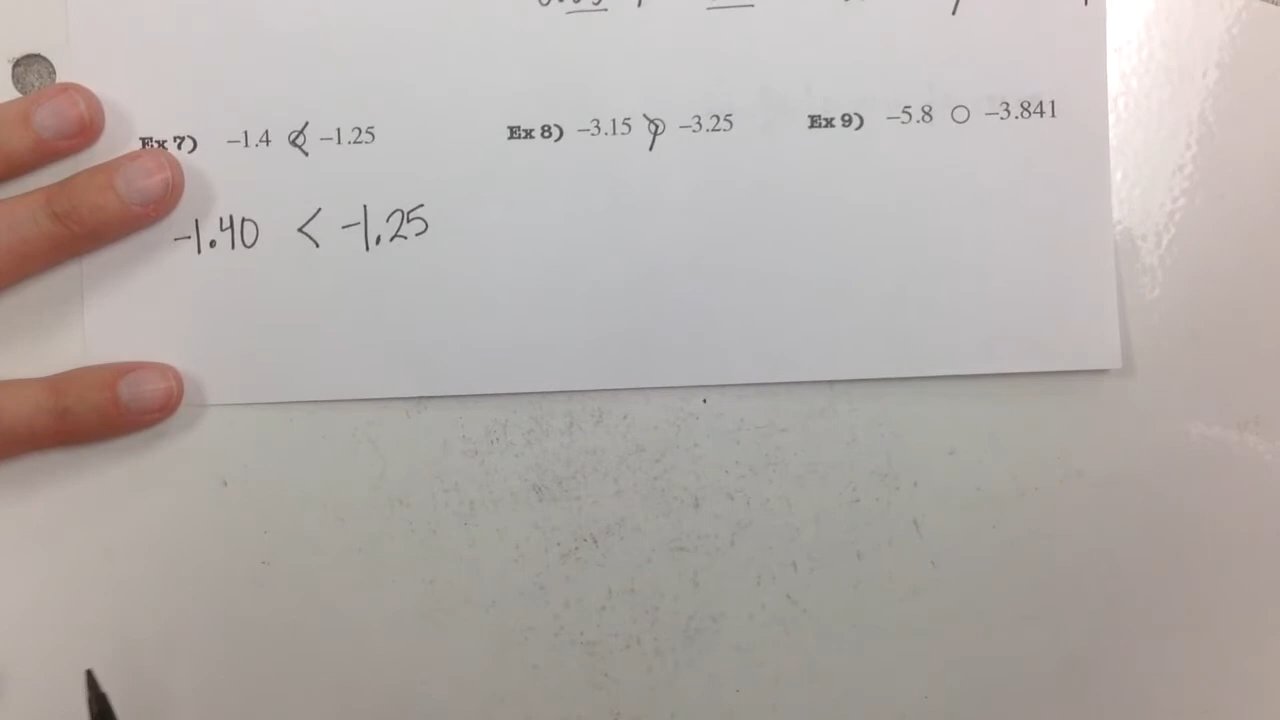 Ex 7) −1.4 < −1.25 Ex 8) −3.15 > −3.25 Ex 9) −5.8 ○ −3.841
-1.40 < -1.25